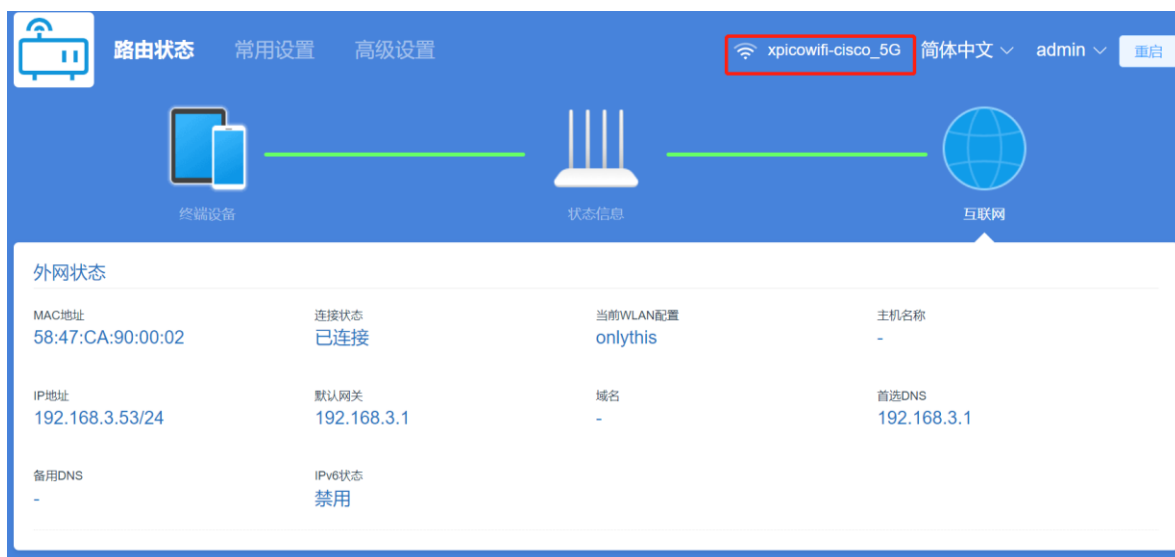 路由状态 常用设置 高级设置 xpicowifi-cisco_5G 简体中文 admin 重启
终端设备 状态信息 互联网
外网状态
MAC地址 连接状态 当前WLAN配置 主机名称
58:47:CA:90:00:02 已连接 onlythis -
IP地址 默认网关 域名 首选DNS
192.168.3.53/24 192.168.3.1 - 192.168.3.1
备用DNS IPv6状态
- 禁用